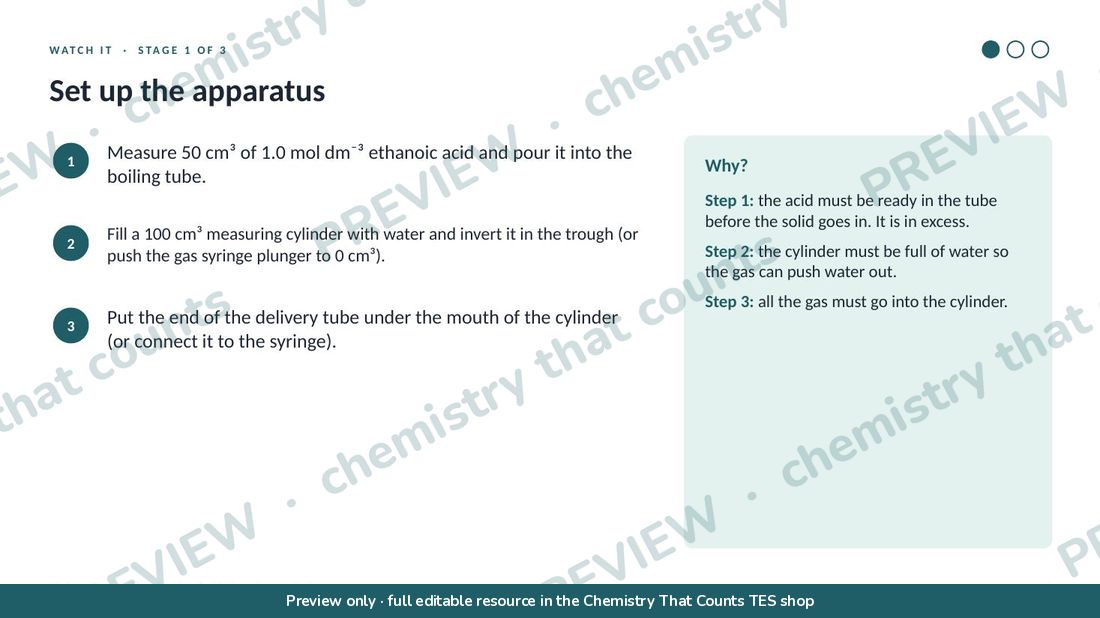 WATCH IT · STAGE 1 OF 3
Set up the apparatus
1
Measure 50 cm³ of 1.0 mol dm⁻³ ethanoic acid and pour it into the
boiling tube.
2
Fill a 100 cm³ measuring cylinder with water and invert it in the trough (or
push the gas syringe plunger to 0 cm³).
3
Put the end of the delivery tube under the mouth of the cylinder
(or connect it to the syringe).
Why?
Step 1: the acid must be ready in the tube
before the solid goes in. It is in excess.
Step 2: the cylinder must be full of water so
the gas can push water out.
Step 3: all the gas must go into the cylinder.
PREVIEW · chemistry that counts
Preview only · full editable resource in the Chemistry That Counts TES shop